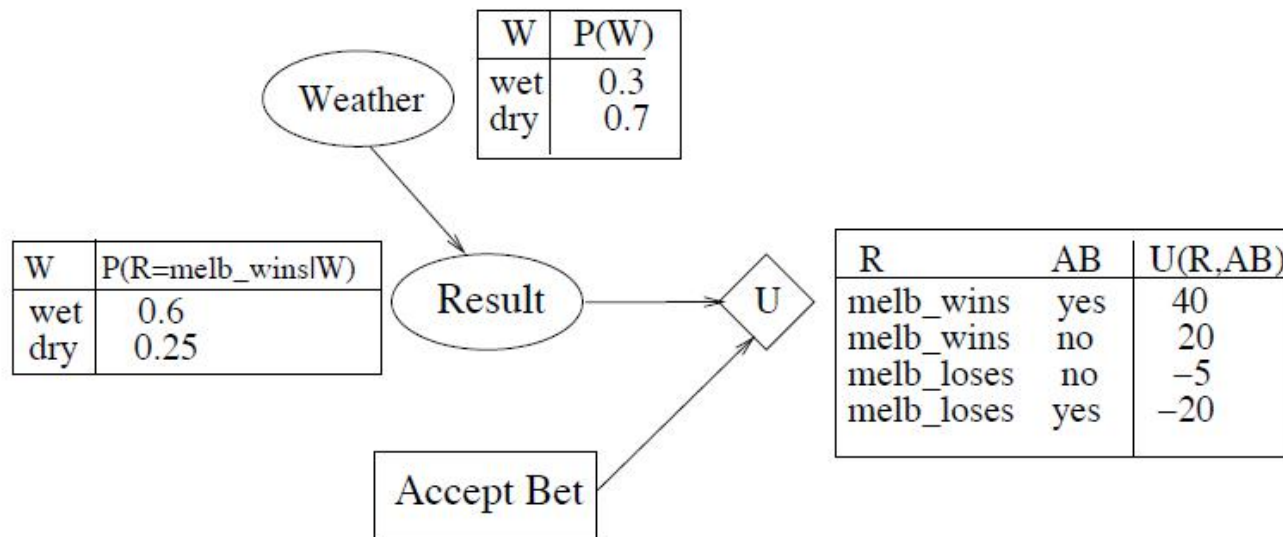 W P(W)
wet 0.3
dry 0.7
Weather
W P(R=melb_wins|W)
wet 0.6
dry 0.25
Result
U
R AB U(R,AB)
melb_wins yes 40
melb_wins no 20
melb_loses no −5
melb_loses yes −20
Accept Bet